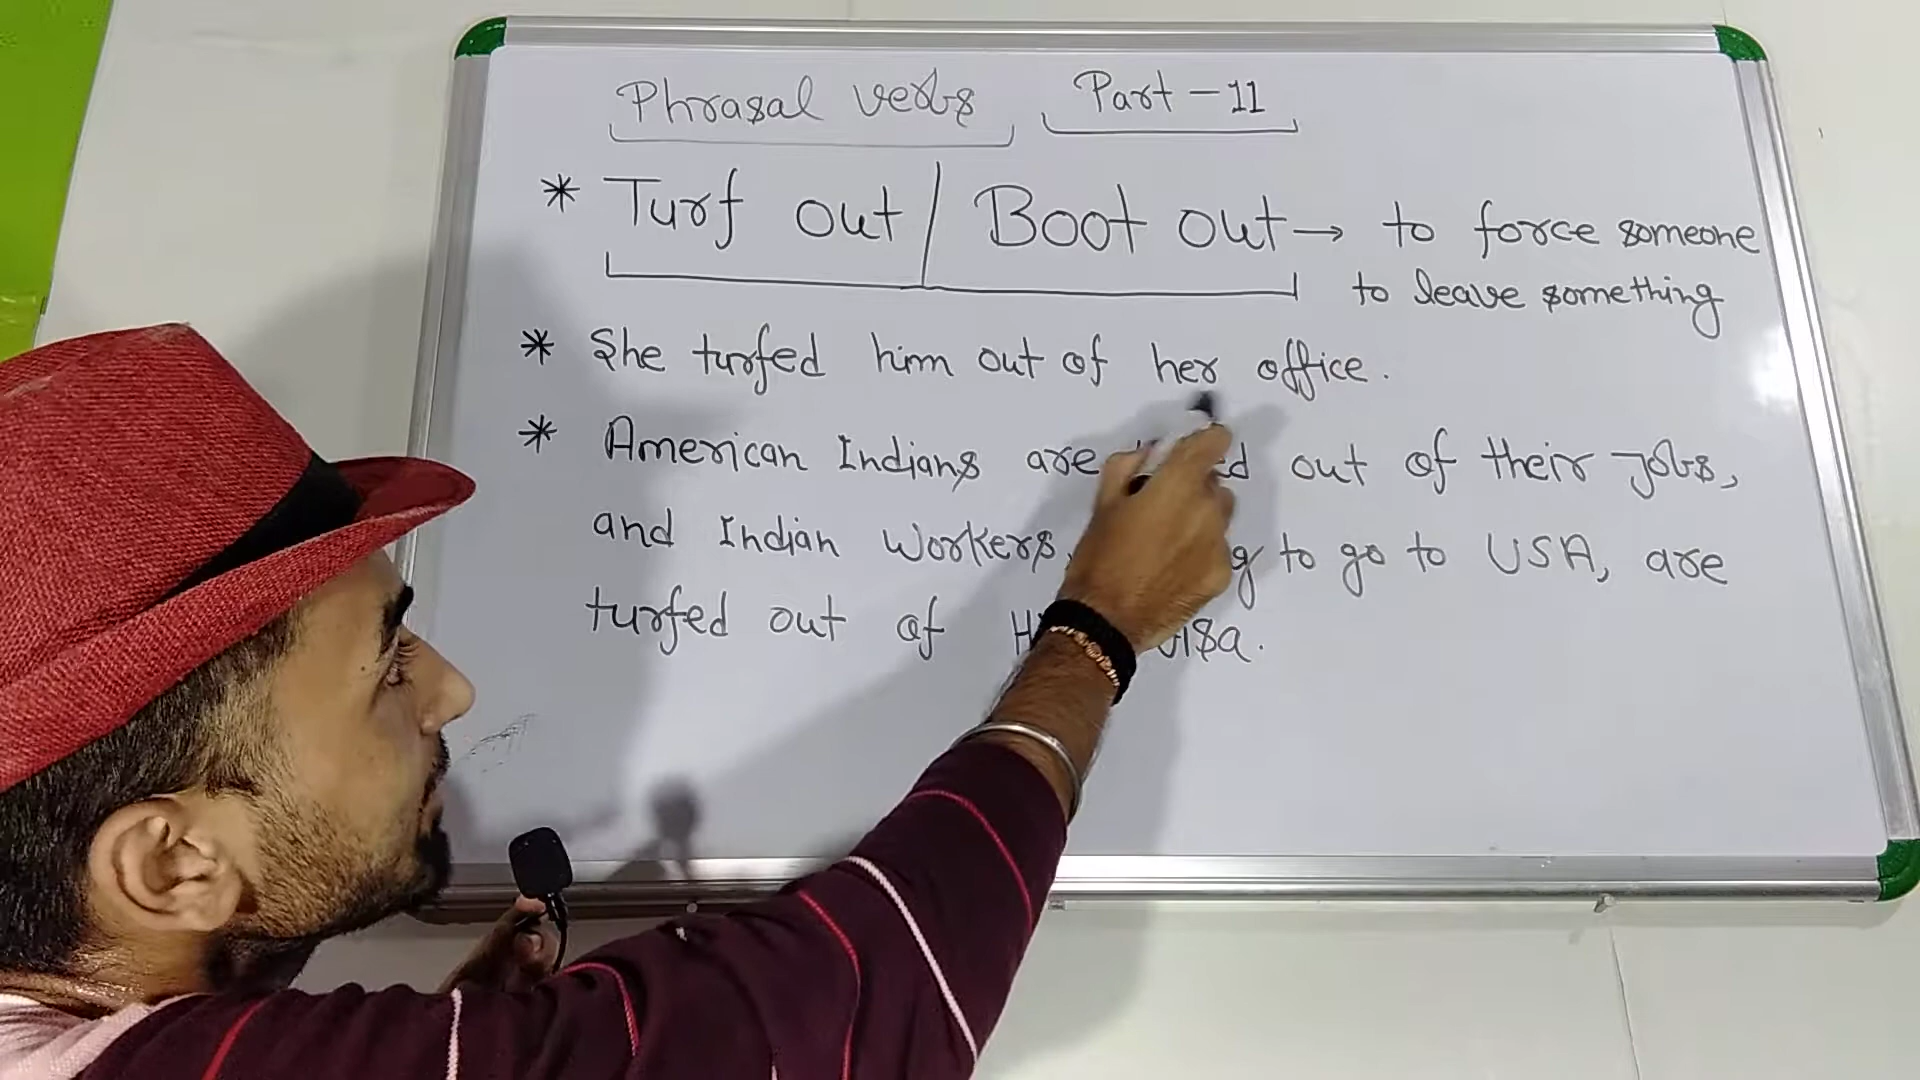 Phrasal verbs Part - 11
* Turf out / Boot out → to force someone
to leave something
* She turfed him out of her office.
* American Indians are out of their jobs,
and Indian workers, to go to USA, are
turfed out of visa.